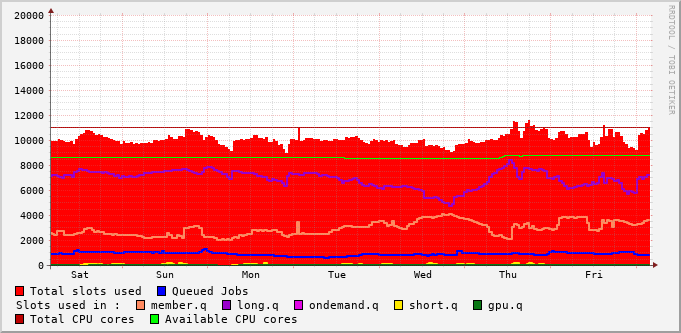 20000
18000
16000
14000
12000
10000
8000
6000
4000
2000
0
Sat Sun Mon Tue Wed Thu Fri
RRDTOOL / TOBI OETIKER
Total slots used Queued Jobs
Slots used in : member.q long.q ondemand.q short.q gpu.q
Total CPU cores Available CPU cores